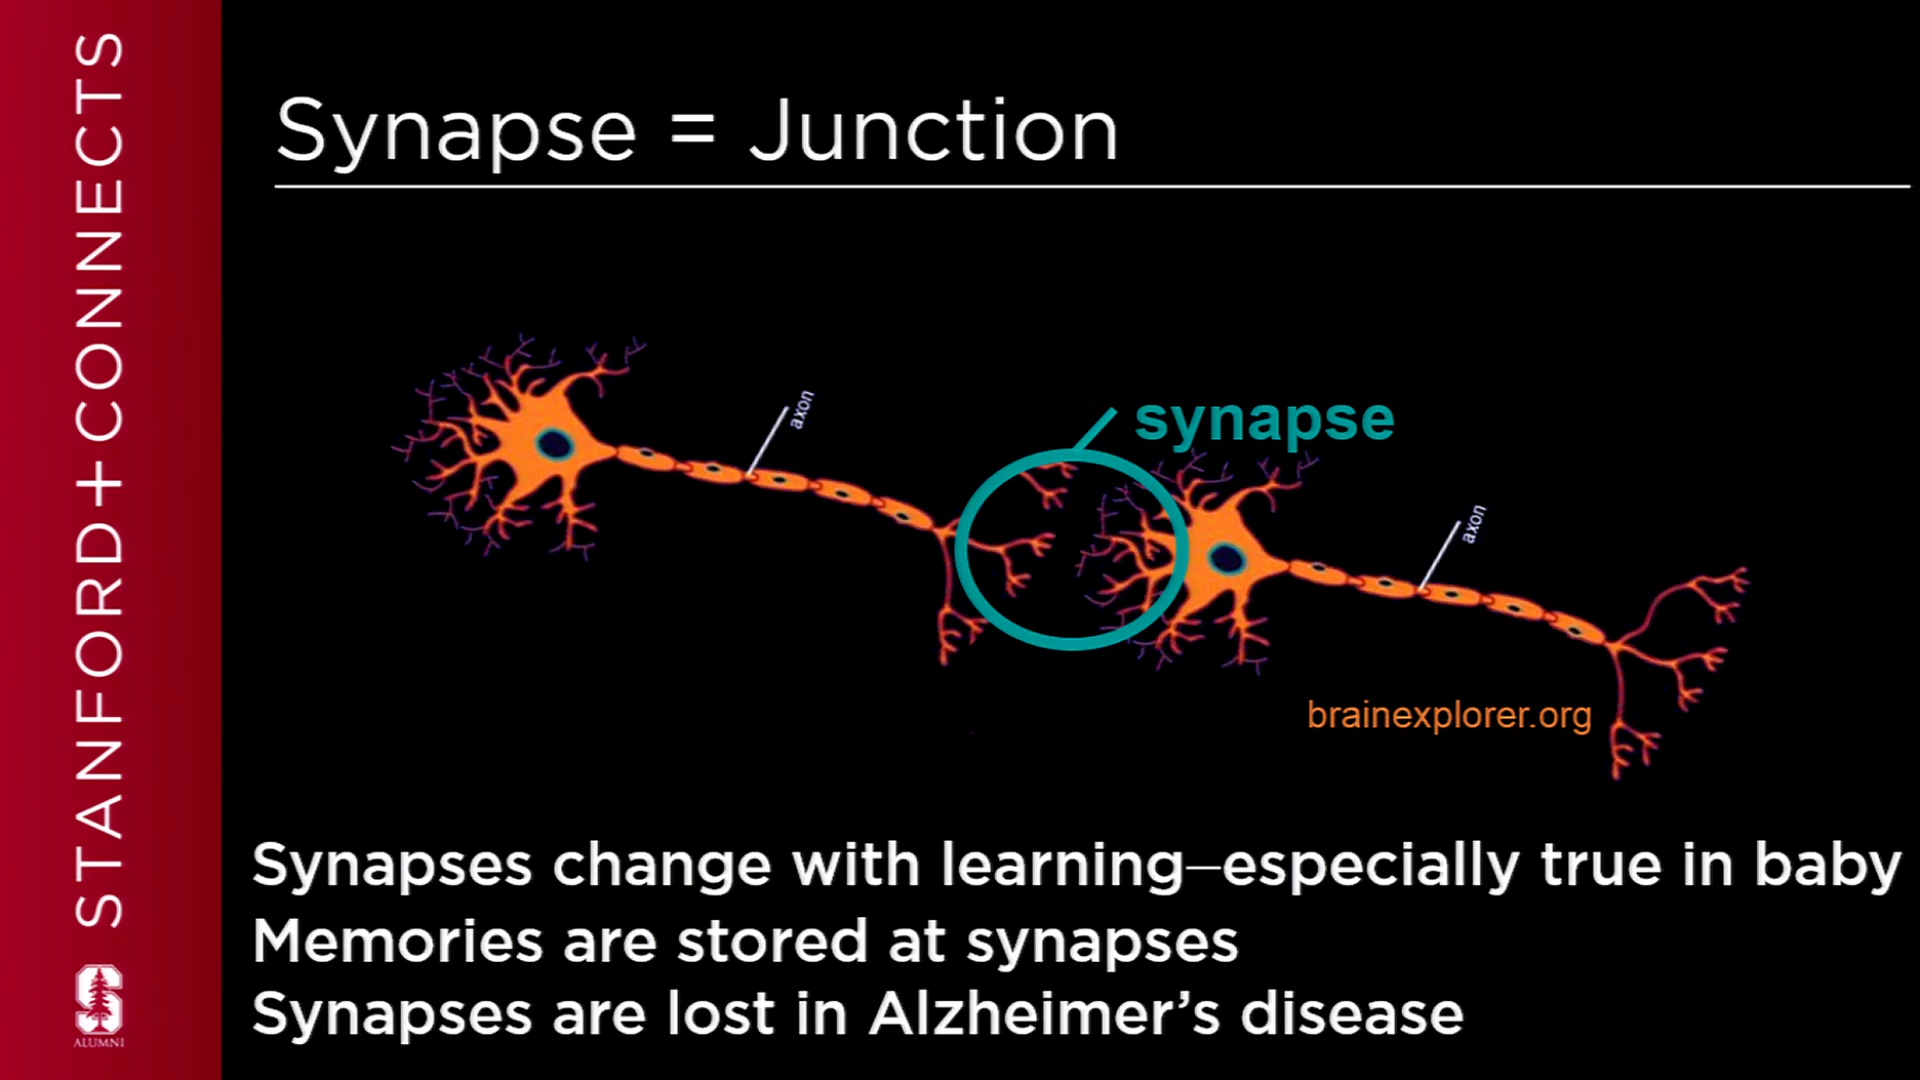 STANFORD+CONNECTS
S
ALUMNI
Synapse = Junction
axon
synapse
axon
brainexplorer.org
Synapses change with learning—especially true in baby
Memories are stored at synapses
Synapses are lost in Alzheimer’s disease